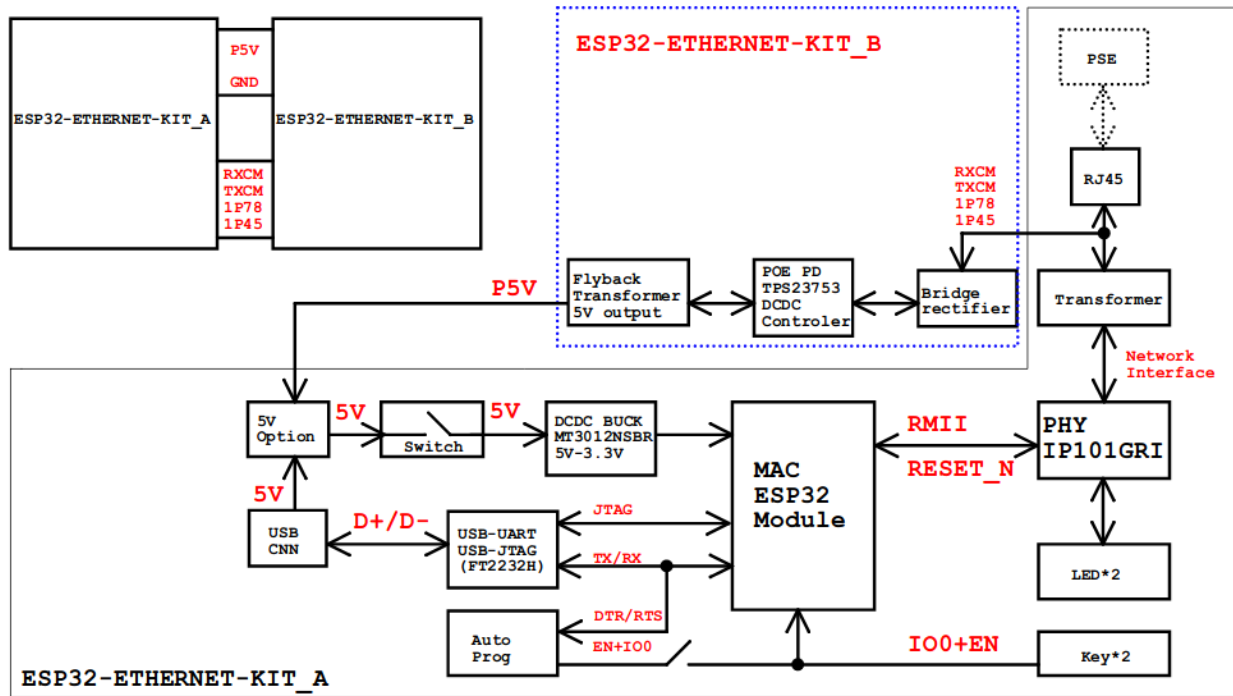 ESP32-ETHERNET-KIT_A
P5V
GND
ESP32-ETHERNET-KIT_B
RXCM
TXCM
1P78
1P45
ESP32-ETHERNET-KIT_B
PSE
RJ45
RXCM
TXCM
1P78
1P45
P5V
Flyback
Transformer
5V output
POE PD
TPS23753
DCDC
Controler
Bridge
rectifier
Transformer
Network
Interface
5V
Option
5V
Switch
5V
DCDC BUCK
MT3012NSBR
5V-3.3V
MAC
ESP32
Module
RMII
RESET_N
PHY
IP101GRI
5V
USB
CNN
D+/D-
USB-UART
USB-JTAG
(FT2232H)
JTAG
TX/RX
LED*2
DTR/RTS
EN+IO0
Auto
Prog
IO0+EN
Key*2
ESP32-ETHERNET-KIT_A